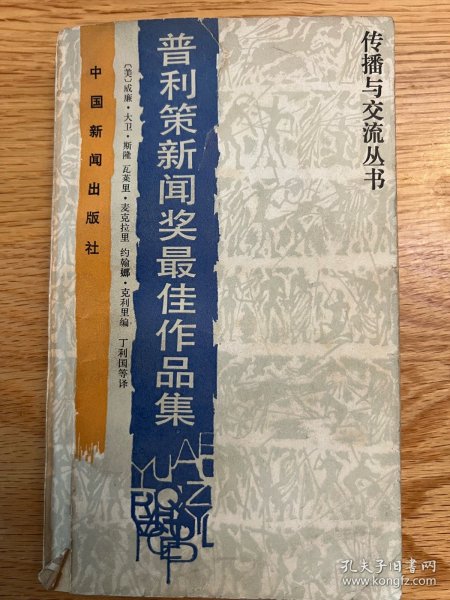 传播与交流丛书
普利策新闻奖最佳作品集
〔美〕威廉·大卫·斯隆 瓦莱里·麦克拉里 约翰娜·克利里编 丁利国等译
中国新闻出版社
孔夫子旧书网
www.kongfz.com